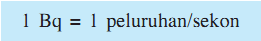 1 Bq = 1 peluruhan/sekon